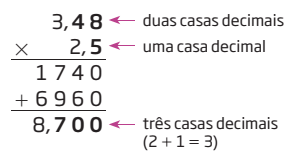 3,48 ← duas casas decimais
× 2,5 ← uma casa decimal
1740
+ 6960
8,700 ← três casas decimais
(2 + 1 = 3)